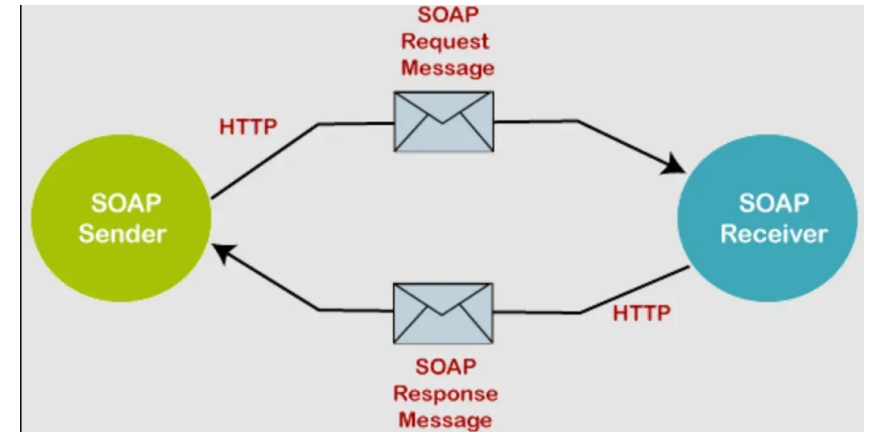 SOAP
Request
Message
HTTP
SOAP
Sender
SOAP
Receiver
HTTP
SOAP
Response
Message